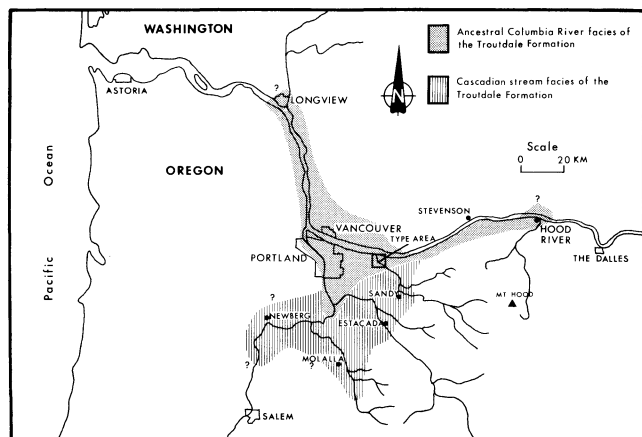 WASHINGTON
Ancestral Columbia River facies of
the Troutdale Formation
Cascadian stream facies of the
Troutdale Formation
N
ASTORIA
?
LONGVIEW
Scale
0 20 KM
OREGON
Ocean
Pacific
STEVENSON
?
HOOD
RIVER
THE DALLES
VANCOUVER
TYPE AREA
PORTLAND
SANDY
MT HOOD
?
NEWBERG
ESTACADA
MOLALLA
?
?
SALEM